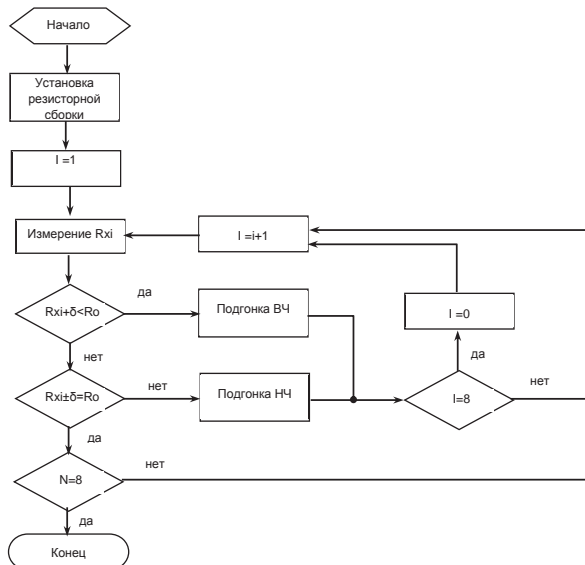 Начало
Установка
резисторной
сборки
I =1
Измерение Rxi
I =i+1
Rxi+δ<Ro
да
Подгонка ВЧ
I =0
нет
да
Rxi±δ=Ro
нет
Подгонка НЧ
I=8
нет
да
N=8
нет
да
Конец